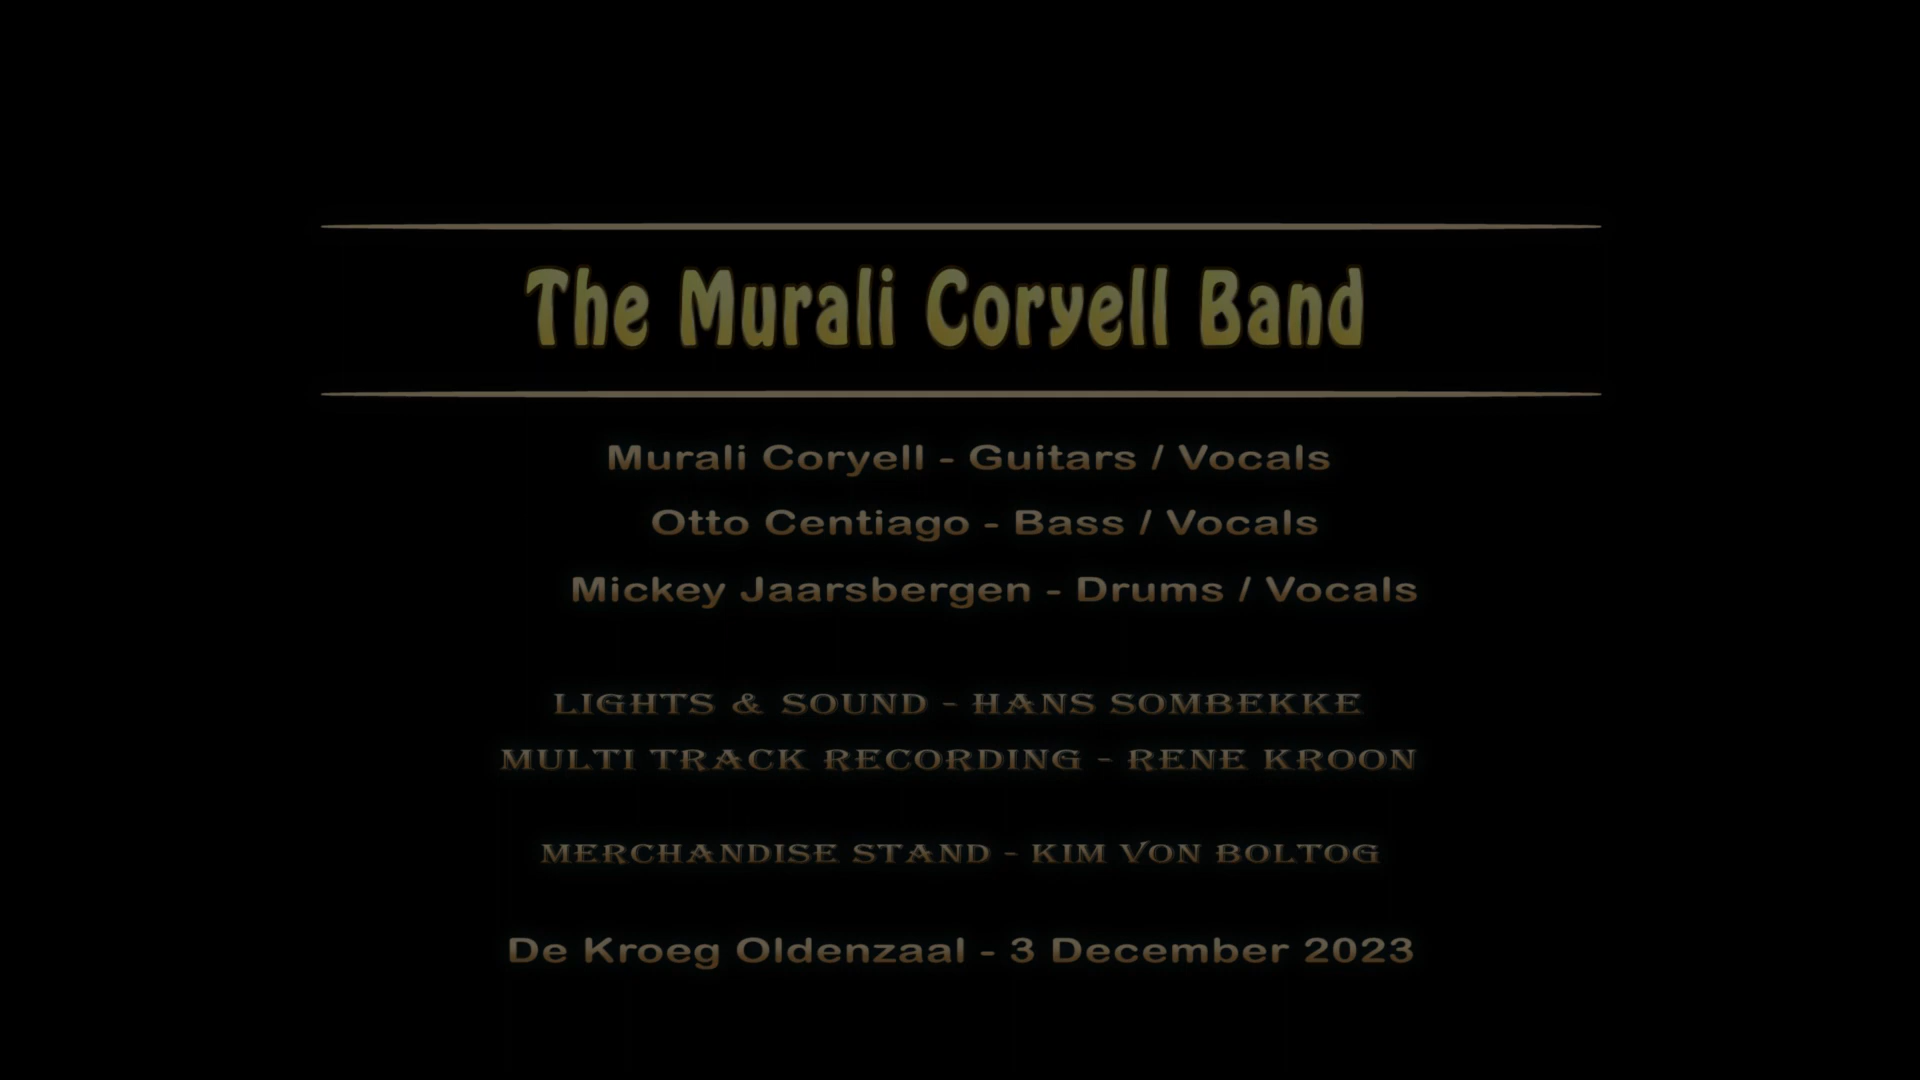 The Murali Coryell Band
Murali Coryell - Guitars / Vocals
Otto Centiago - Bass / Vocals
Mickey Jaarsbergen - Drums / Vocals
LIGHTS & SOUND - HANS SOMBEKKE
MULTI TRACK RECORDING - RENE KROON
MERCHANDISE STAND - KIM VON BOLTOG
De Kroeg Oldenzaal - 3 December 2023